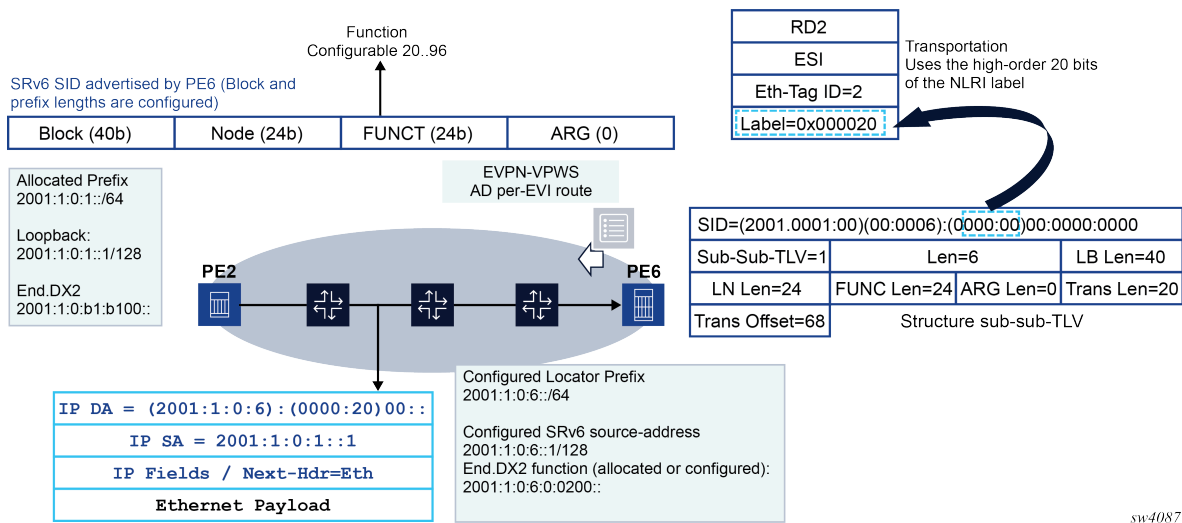 Function
Configurable 20..96
SRv6 SID advertised by PE6 (Block and
prefix lengths are configured)
Block (40b)
Node (24b)
FUNCT (24b)
ARG (0)
RD2
ESI
Eth-Tag ID=2
Label=0x000020
Transportation
Uses the high-order 20 bits
of the NLRI label
Allocated Prefix
2001:1:0:1::/64
Loopback:
2001:1:0:1::1/128
End.DX2
2001:1:0:b1:b100::
EVPN-VPWS
AD per-EVI route
PE2
PE6
SID=(2001.0001:00)(00:0006):(0000:00)00:0000:0000
Sub-Sub-TLV=1
Len=6
LB Len=40
LN Len=24
FUNC Len=24
ARG Len=0
Trans Len=20
Trans Offset=68
Structure sub-sub-TLV
IP DA = (2001:1:0:6):(0000:20)00::
IP SA = 2001:1:0:1::1
IP Fields / Next-Hdr=Eth
Ethernet Payload
Configured Locator Prefix
2001:1:0:6::/64
Configured SRv6 source-address
2001:1:0:6::1/128
End.DX2 function (allocated or configured):
2001:1:0:6:0:0200::
sw4087